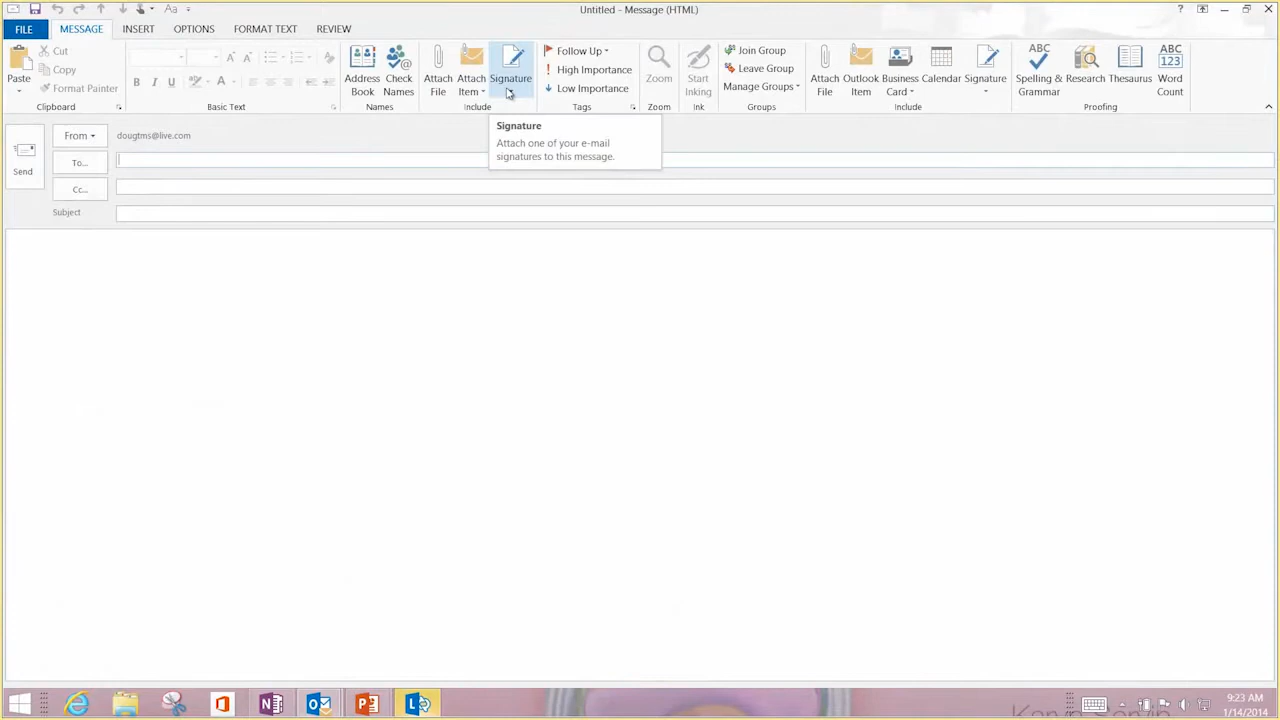 Untitled - Message (HTML)
?
FILE MESSAGE INSERT OPTIONS FORMAT TEXT REVIEW
Paste
Cut
Copy
Format Painter
Clipboard
B I U A
Basic Text
Address Book
Check Names
Names
Attach File
Attach Item
Signature
Include
Follow Up
High Importance
Low Importance
Tags
Zoom
Zoom
Start Inking
Ink
Join Group
Leave Group
Manage Groups
Groups
Attach File
Outlook Item
Business Card
Calendar
Signature
Include
ABC
Spelling & Grammar
Research
Thesaurus
ABC 123
Word Count
Proofing
Signature
Attach one of your e-mail
signatures to this message.
Send
From
dougtms@live.com
To...
Cc...
Subject
9:23 AM
1/14/2014